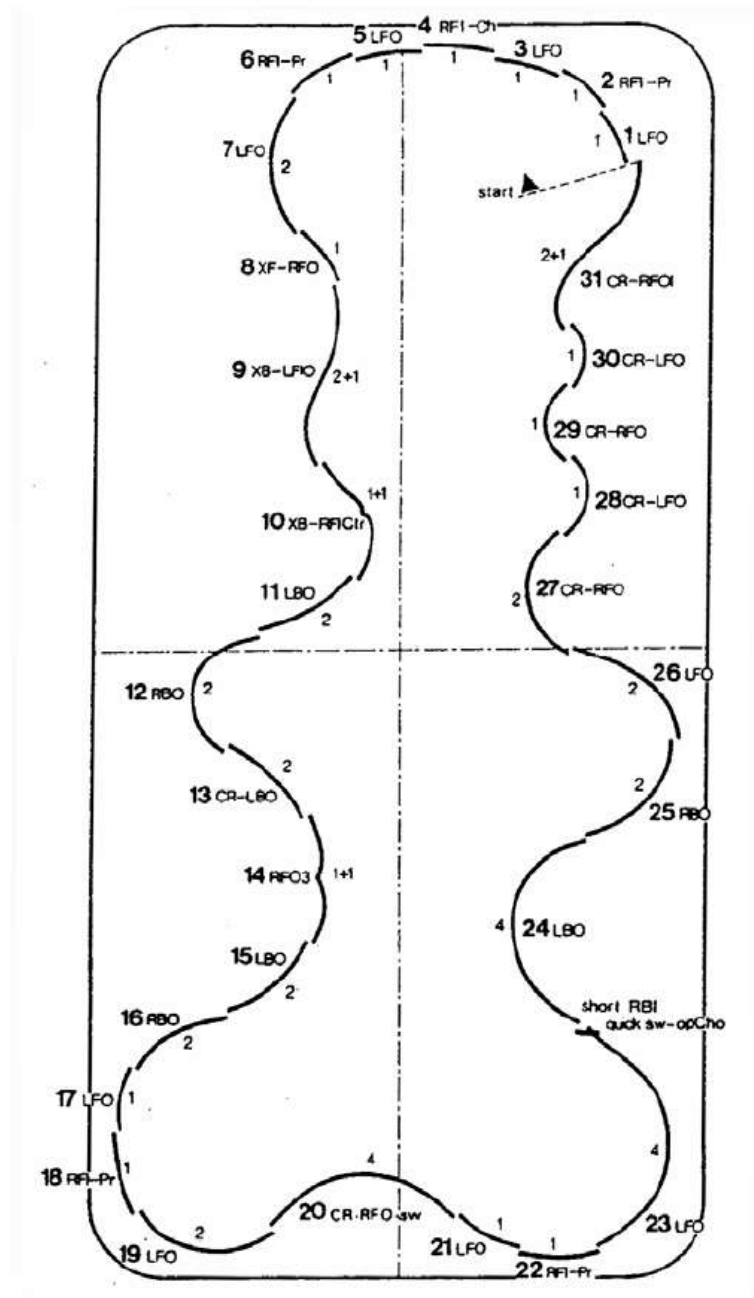 4 RFI-Ch
5 LFO
3 LFO
6 RFI-Pr
2 RFI-Pr
1
1
1
1
1
1 LFO
1
7 LFO
2
start
8 XF-RFO
1
2+1
31 CR-RFOI
9 XB-LFIO
2+1
1
30 CR-LFO
1
29 CR-RFO
1+1
1
28 CR-LFO
10 XB-RFICtr
11 LBO
2
2
27 CR-RFO
26 LFO
2
12 RBO
2
2
13 CR-LBO
2
25 RBO
14 RFO3
1+1
4
24 LBO
15 LBO
2
short RBI
quick sw-opCho
16 RBO
2
17 LFO
1
4
4
18 RFI-Pr
1
20 CR-RFO-sw
19 LFO
2
21 LFO
1
1
23 LFO
22 RFI-Pr